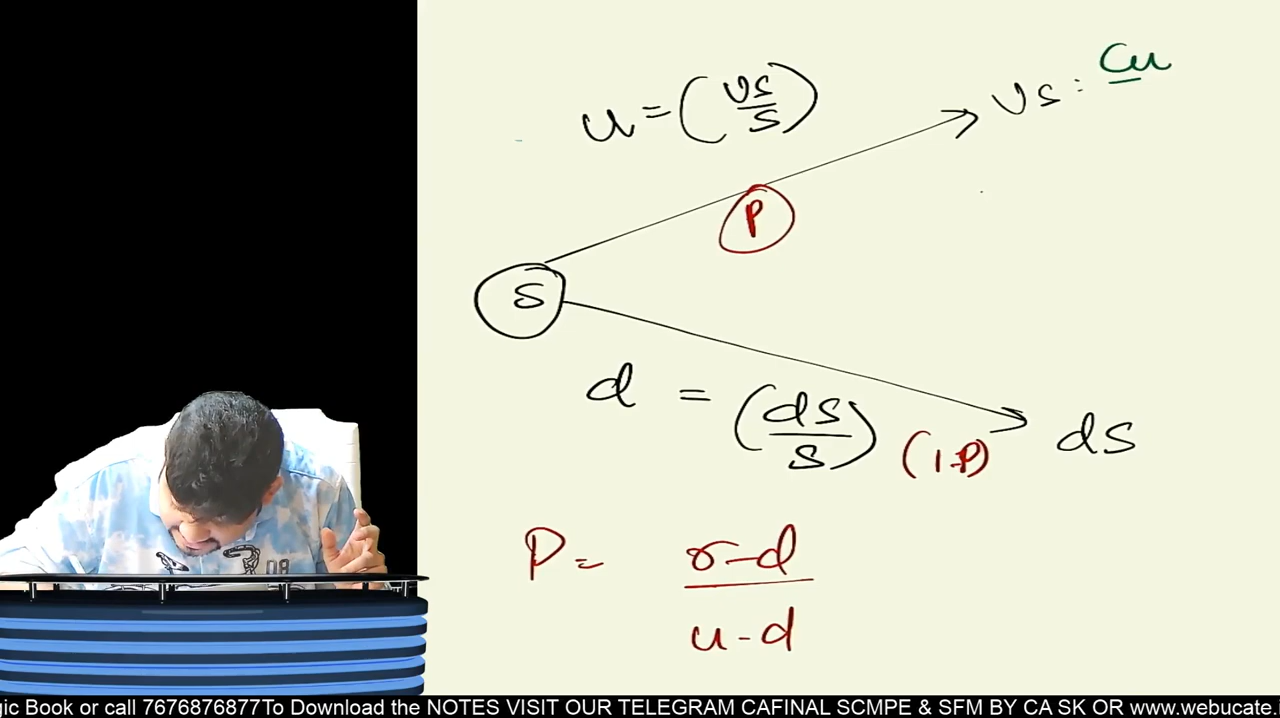 u = (us/s)
us : Cu
P
S
d = (ds/s)
(1-P)
ds
P = r-d
u-d
gic Book or call 7676876877To Download the NOTES VISIT OUR TELEGRAM CAFINAL SCMPE & SFM BY CA SK OR www.webucate.